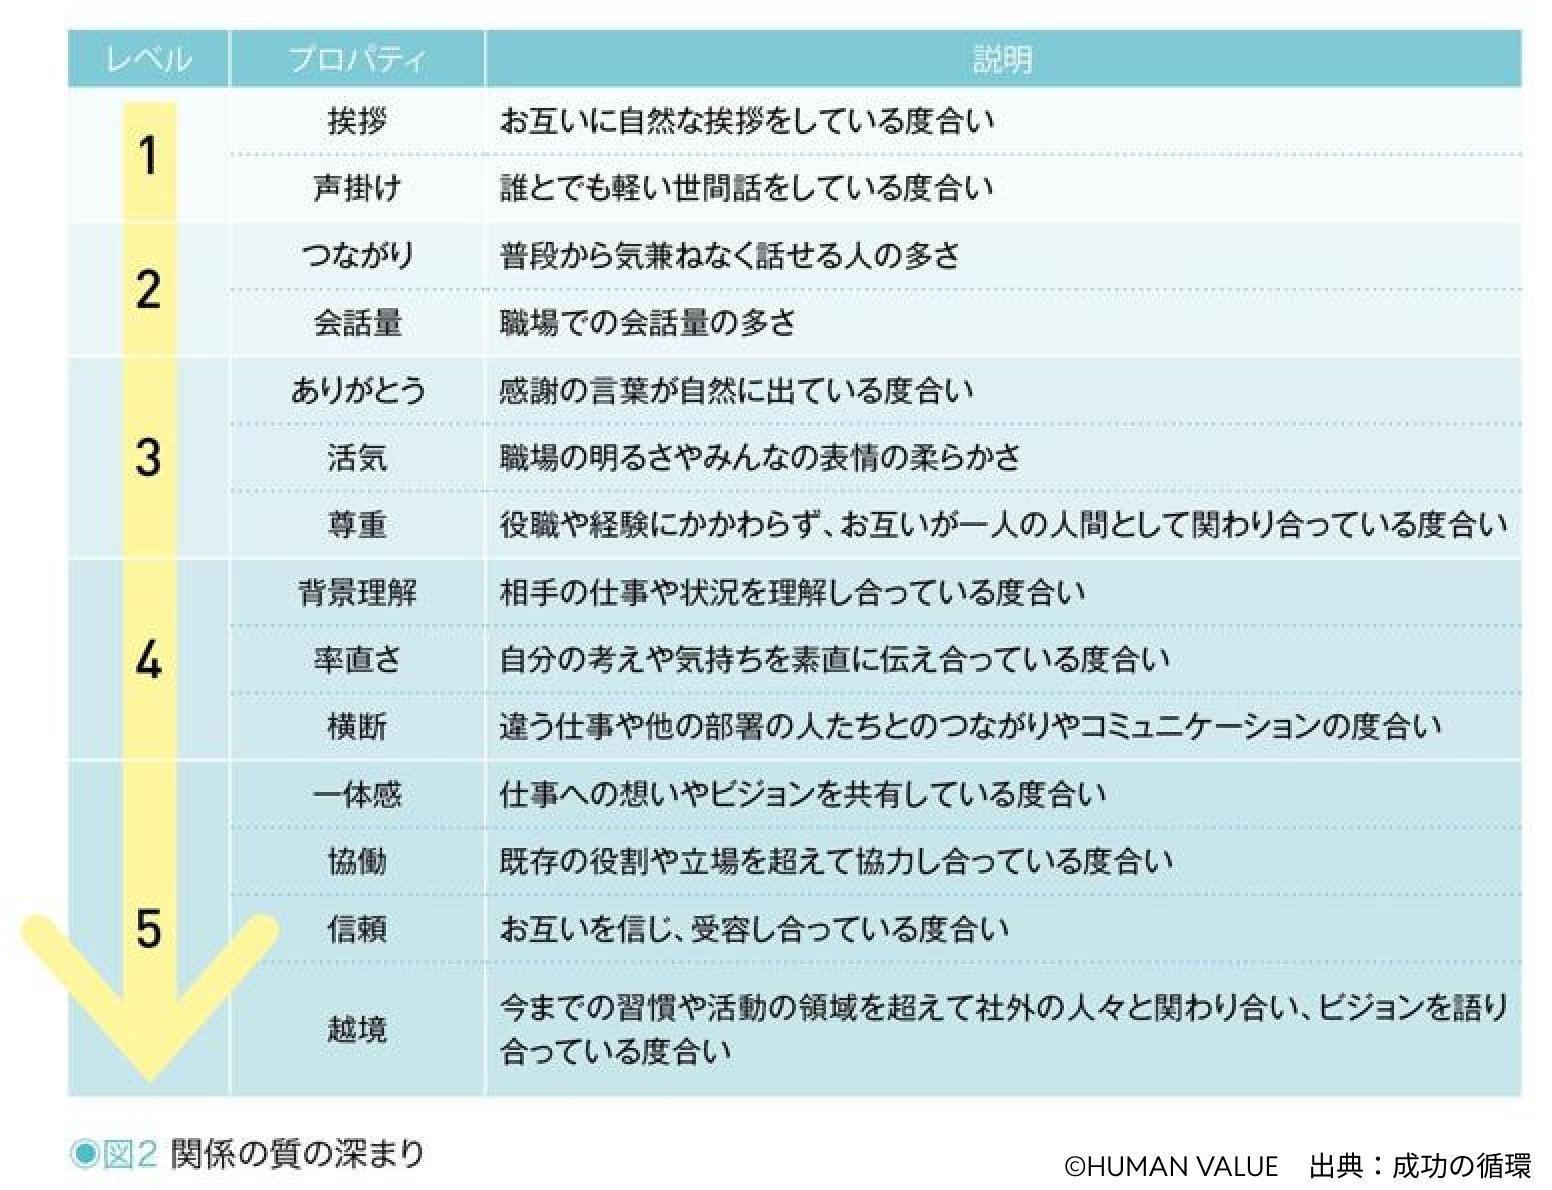 レベル プロパティ 説明
1
挨拶 お互いに自然な挨拶をしている度合い
声掛け 誰とでも軽い世間話をしている度合い
2
つながり 普段から気兼ねなく話せる人の多さ
会話量 職場での会話量の多さ
3
ありがとう 感謝の言葉が自然に出ている度合い
活気 職場の明るさやみんなの表情の柔らかさ
尊重 役職や経験にかかわらず、お互いが一人の人間として関わり合っている度合い
4
背景理解 相手の仕事や状況を理解し合っている度合い
率直さ 自分の考えや気持ちを素直に伝え合っている度合い
横断 違う仕事や他の部署の人たちとのつながりやコミュニケーションの度合い
5
一体感 仕事への想いやビジョンを共有している度合い
協働 既存の役割や立場を超えて協力し合っている度合い
信頼 お互いを信じ、受容し合っている度合い
越境 今までの習慣や活動の領域を超えて社外の人々と関わり合い、ビジョンを語り
合っている度合い
◉図2 関係の質の深まり
©HUMAN VALUE 出典：成功の循環